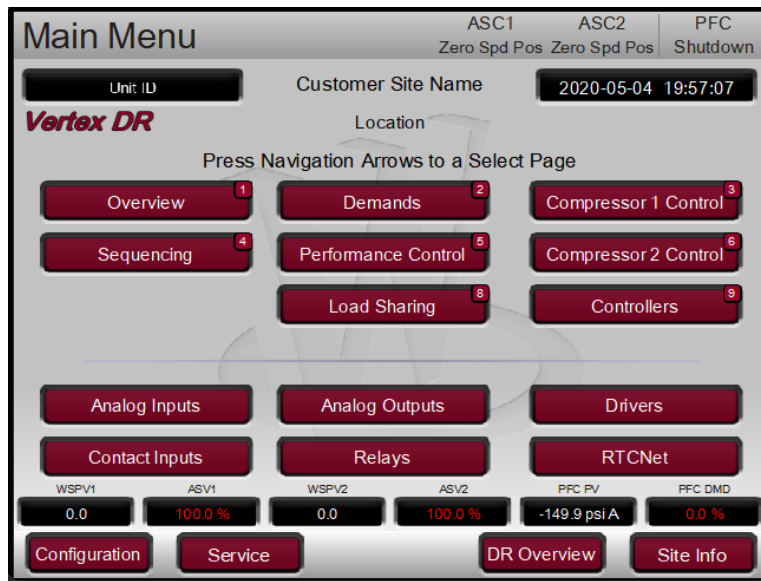 Main Menu
ASC1 ASC2 PFC
Zero Spd Pos Zero Spd Pos Shutdown
Unit ID Customer Site Name 2020-05-04 19:57:07
Vertex DR Location
Press Navigation Arrows to a Select Page
Overview 1 Demands 2 Compressor 1 Control 3
Sequencing 4 Performance Control 5 Compressor 2 Control 6
Load Sharing 8 Controllers 9
Analog Inputs Analog Outputs Drivers
Contact Inputs Relays RTCNet
WSPV1 ASV1 WSPV2 ASV2 PFC PV PFC DMD
0.0 100.0 % 0.0 100.0 % -149.9 psi A 0.0 %
Configuration Service DR Overview Site Info